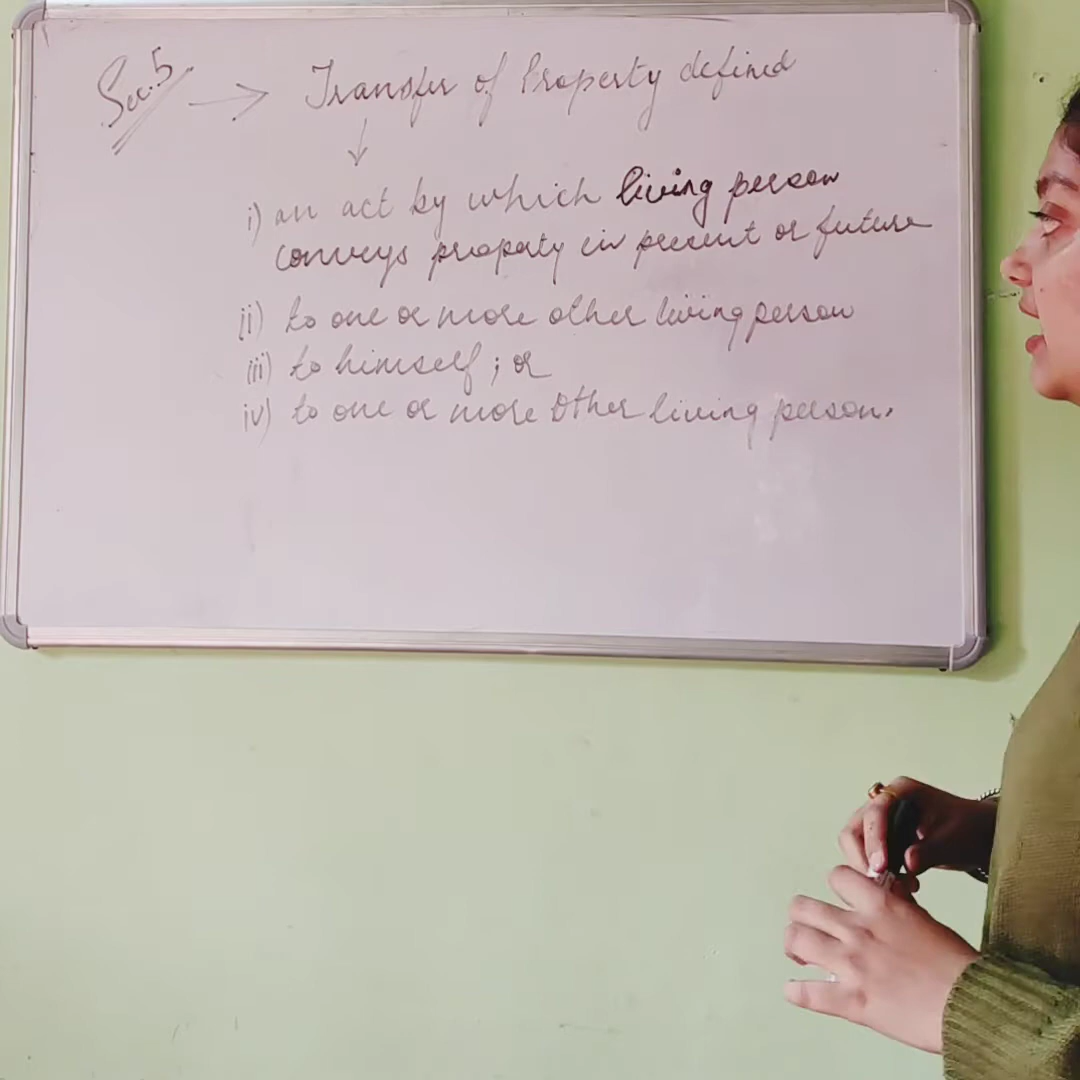 Sec. 5 → Transfer of Property defined
i) an act by which living person
conveys property in present or future
ii) to one or more other living person
iii) to himself; or
iv) to one or more other living person.